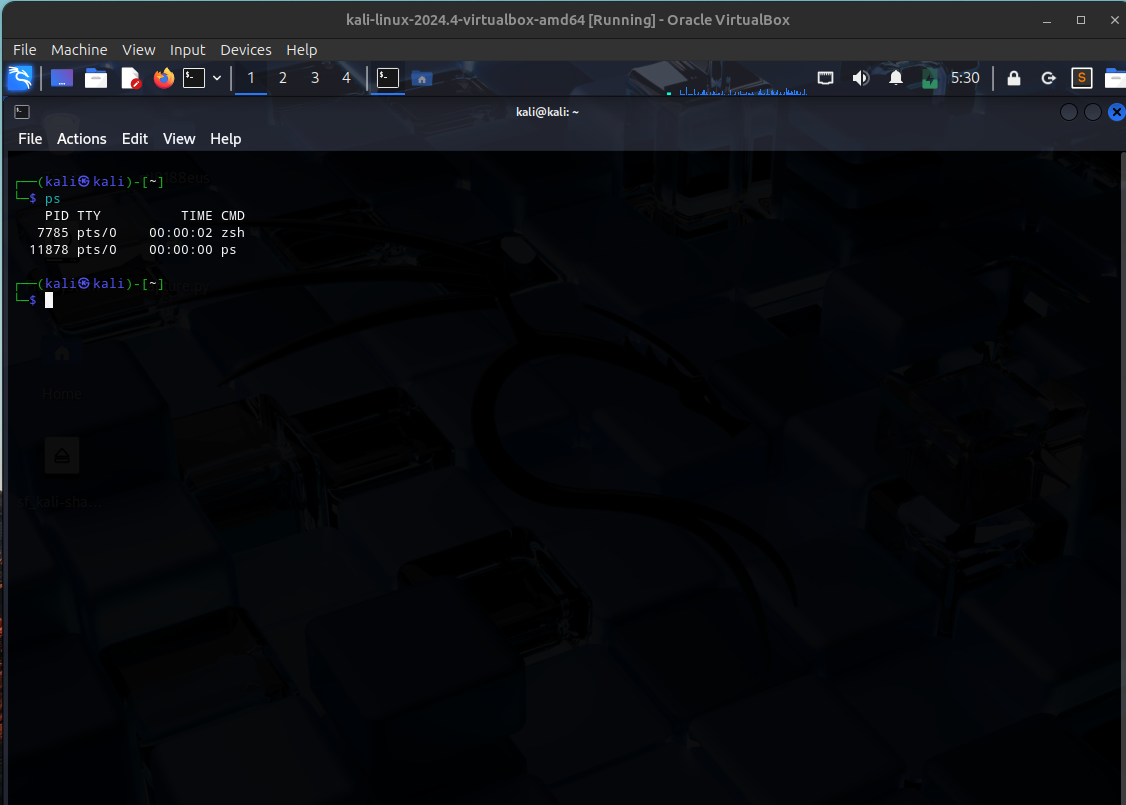 kali-linux-2024.4-virtualbox-amd64 [Running] - Oracle VirtualBox
File Machine View Input Devices Help
1 2 3 4 5:30 S
kali@kali: ~
File Actions Edit View Help
┌──(kali㉿kali)-[~]
└─$ ps
PID TTY TIME CMD
7785 pts/0 00:00:02 zsh
11878 pts/0 00:00:00 ps
┌──(kali㉿kali)-[~]
└─$
Home
sf_kali-sha...